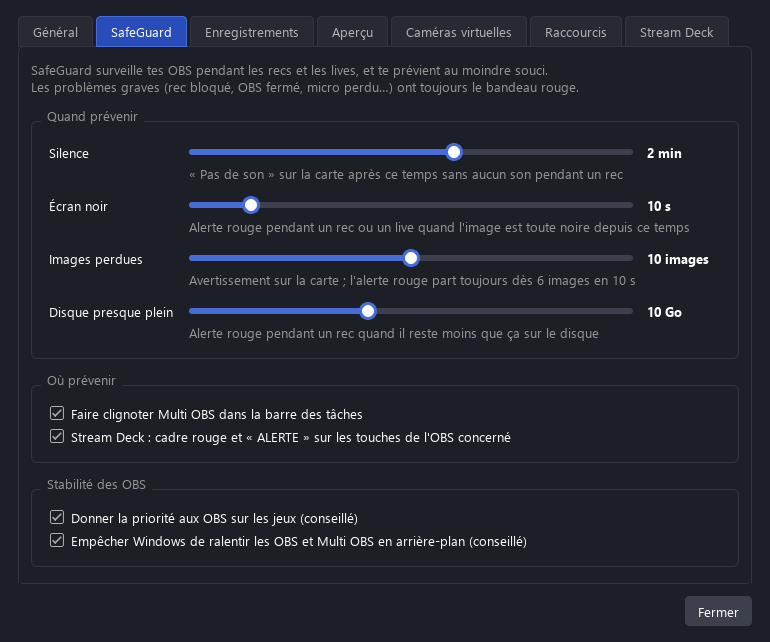 Général
SafeGuard
Enregistrements
Aperçu
Caméras virtuelles
Raccourcis
Stream Deck
SafeGuard surveille tes OBS pendant les recs et les lives, et te prévient au moindre souci.
Les problèmes graves (rec bloqué, OBS fermé, micro perdu...) ont toujours le bandeau rouge.
Quand prévenir
Silence
2 min
« Pas de son » sur la carte après ce temps sans aucun son pendant un rec
Écran noir
10 s
Alerte rouge pendant un rec ou un live quand l'image est toute noire depuis ce temps
Images perdues
10 images
Avertissement sur la carte ; l'alerte rouge part toujours dès 6 images en 10 s
Disque presque plein
10 Go
Alerte rouge pendant un rec quand il reste moins que ça sur le disque
Où prévenir
Faire clignoter Multi OBS dans la barre des tâches
Stream Deck : cadre rouge et « ALERTE » sur les touches de l'OBS concerné
Stabilité des OBS
Donner la priorité aux OBS sur les jeux (conseillé)
Empêcher Windows de ralentir les OBS et Multi OBS en arrière-plan (conseillé)
Fermer